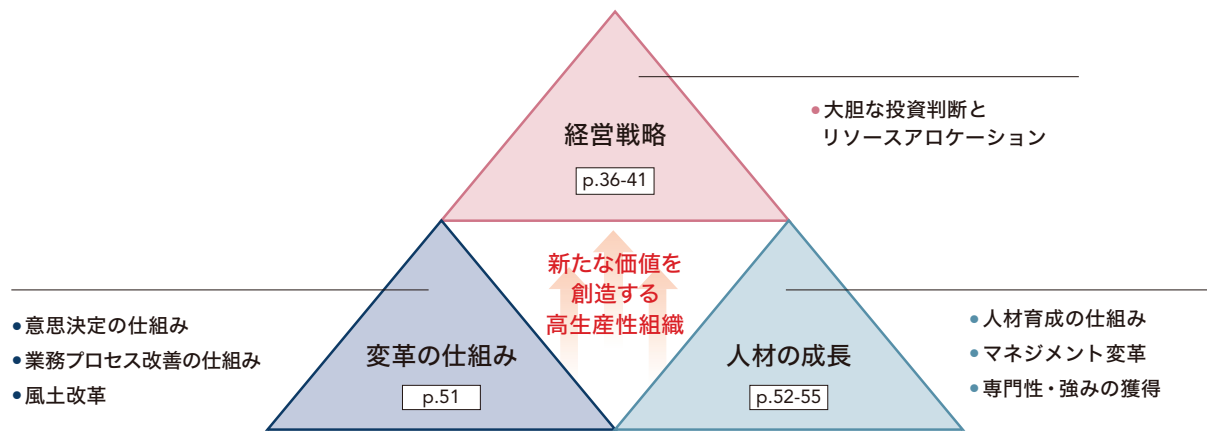 経営戦略
p.36-41
●大胆な投資判断と
リソースアロケーション
新たな価値を
創造する
高生産性組織
変革の仕組み
p.51
●意思決定の仕組み
●業務プロセス改善の仕組み
●風土改革
人材の成長
p.52-55
●人材育成の仕組み
●マネジメント変革
●専門性・強みの獲得